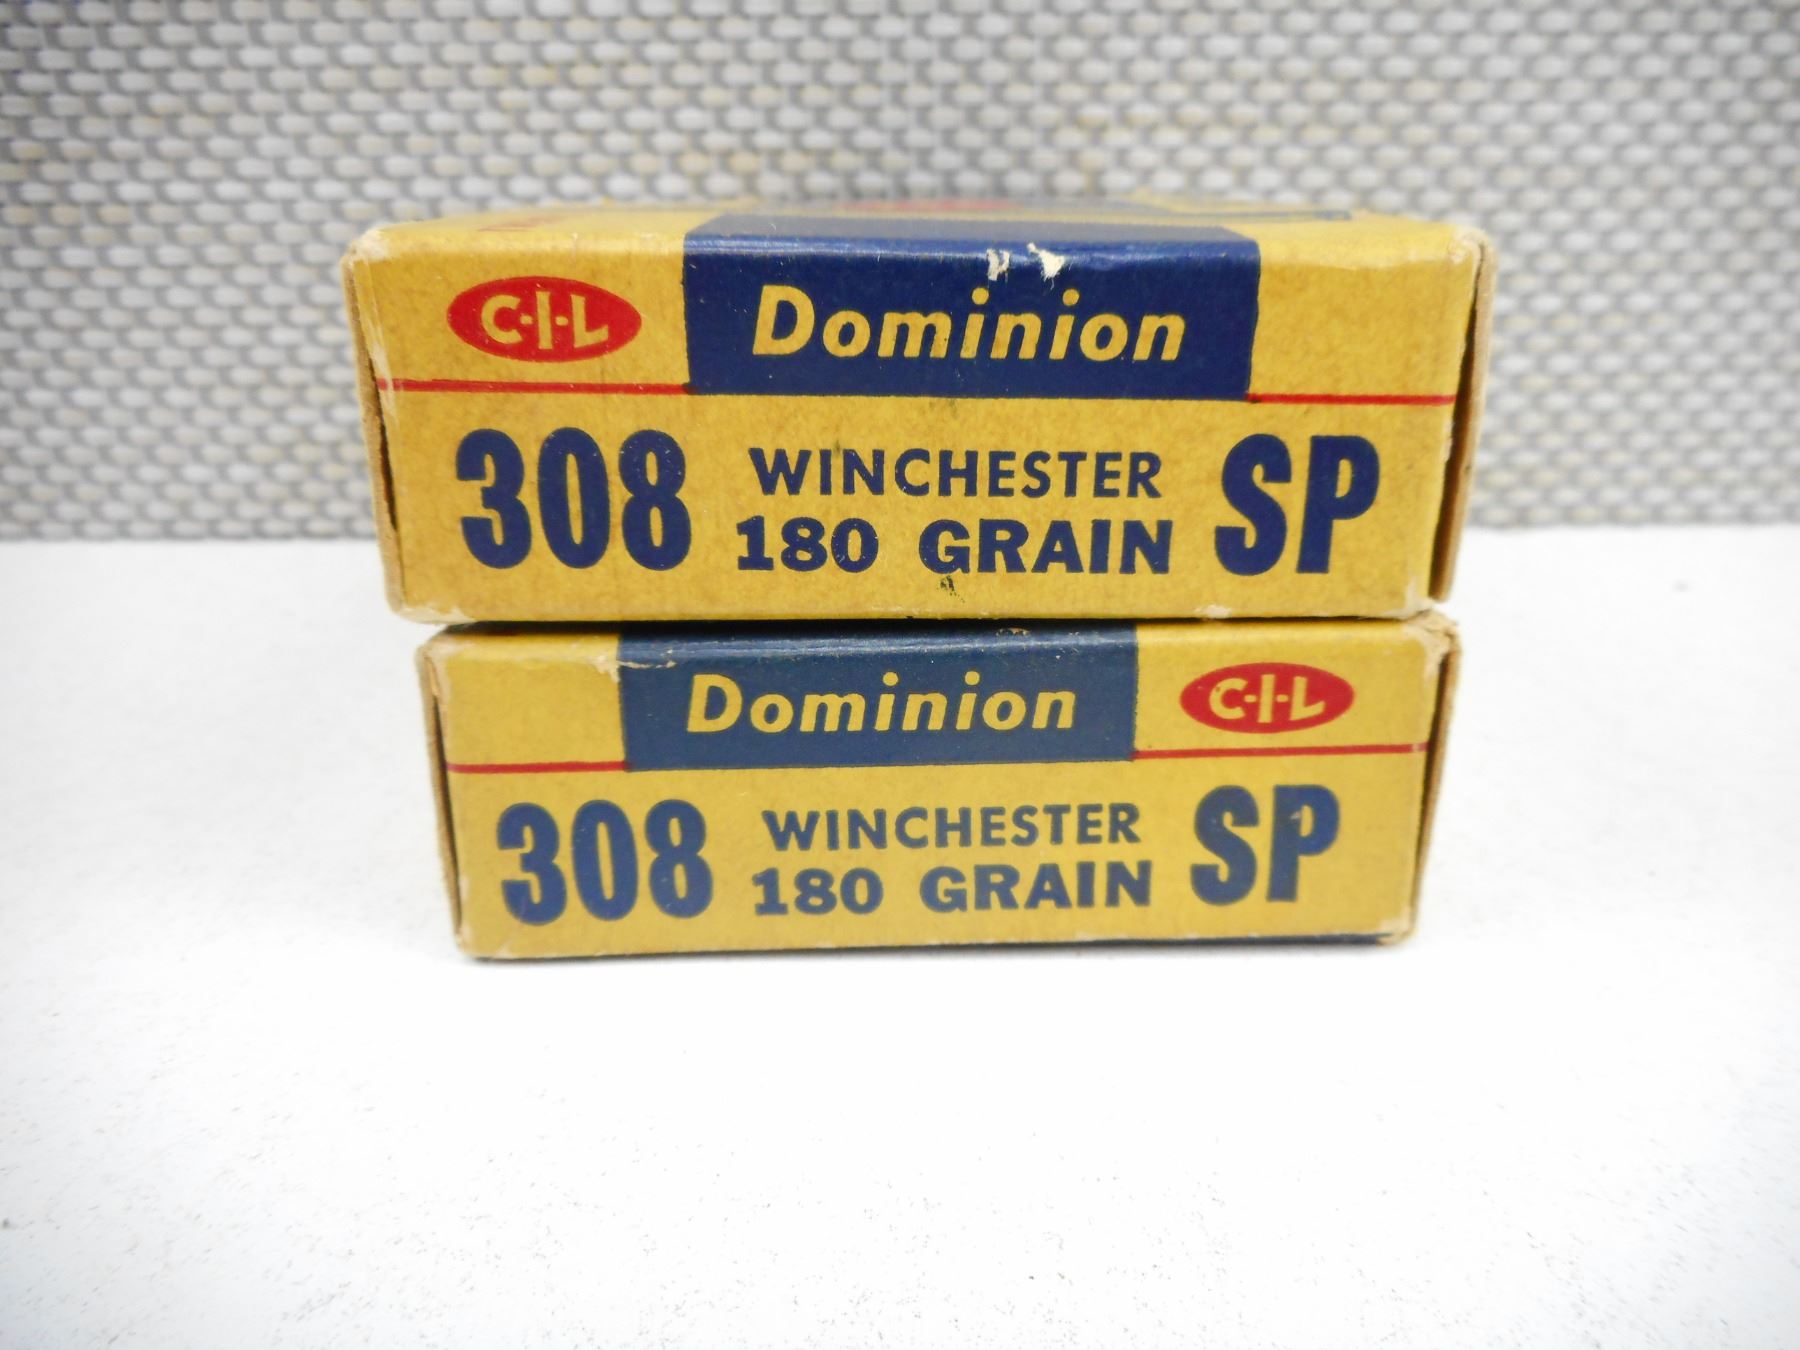 C-I-L Dominion
308 WINCHESTER SP
180 GRAIN
Dominion C-I-L
308 WINCHESTER SP
180 GRAIN